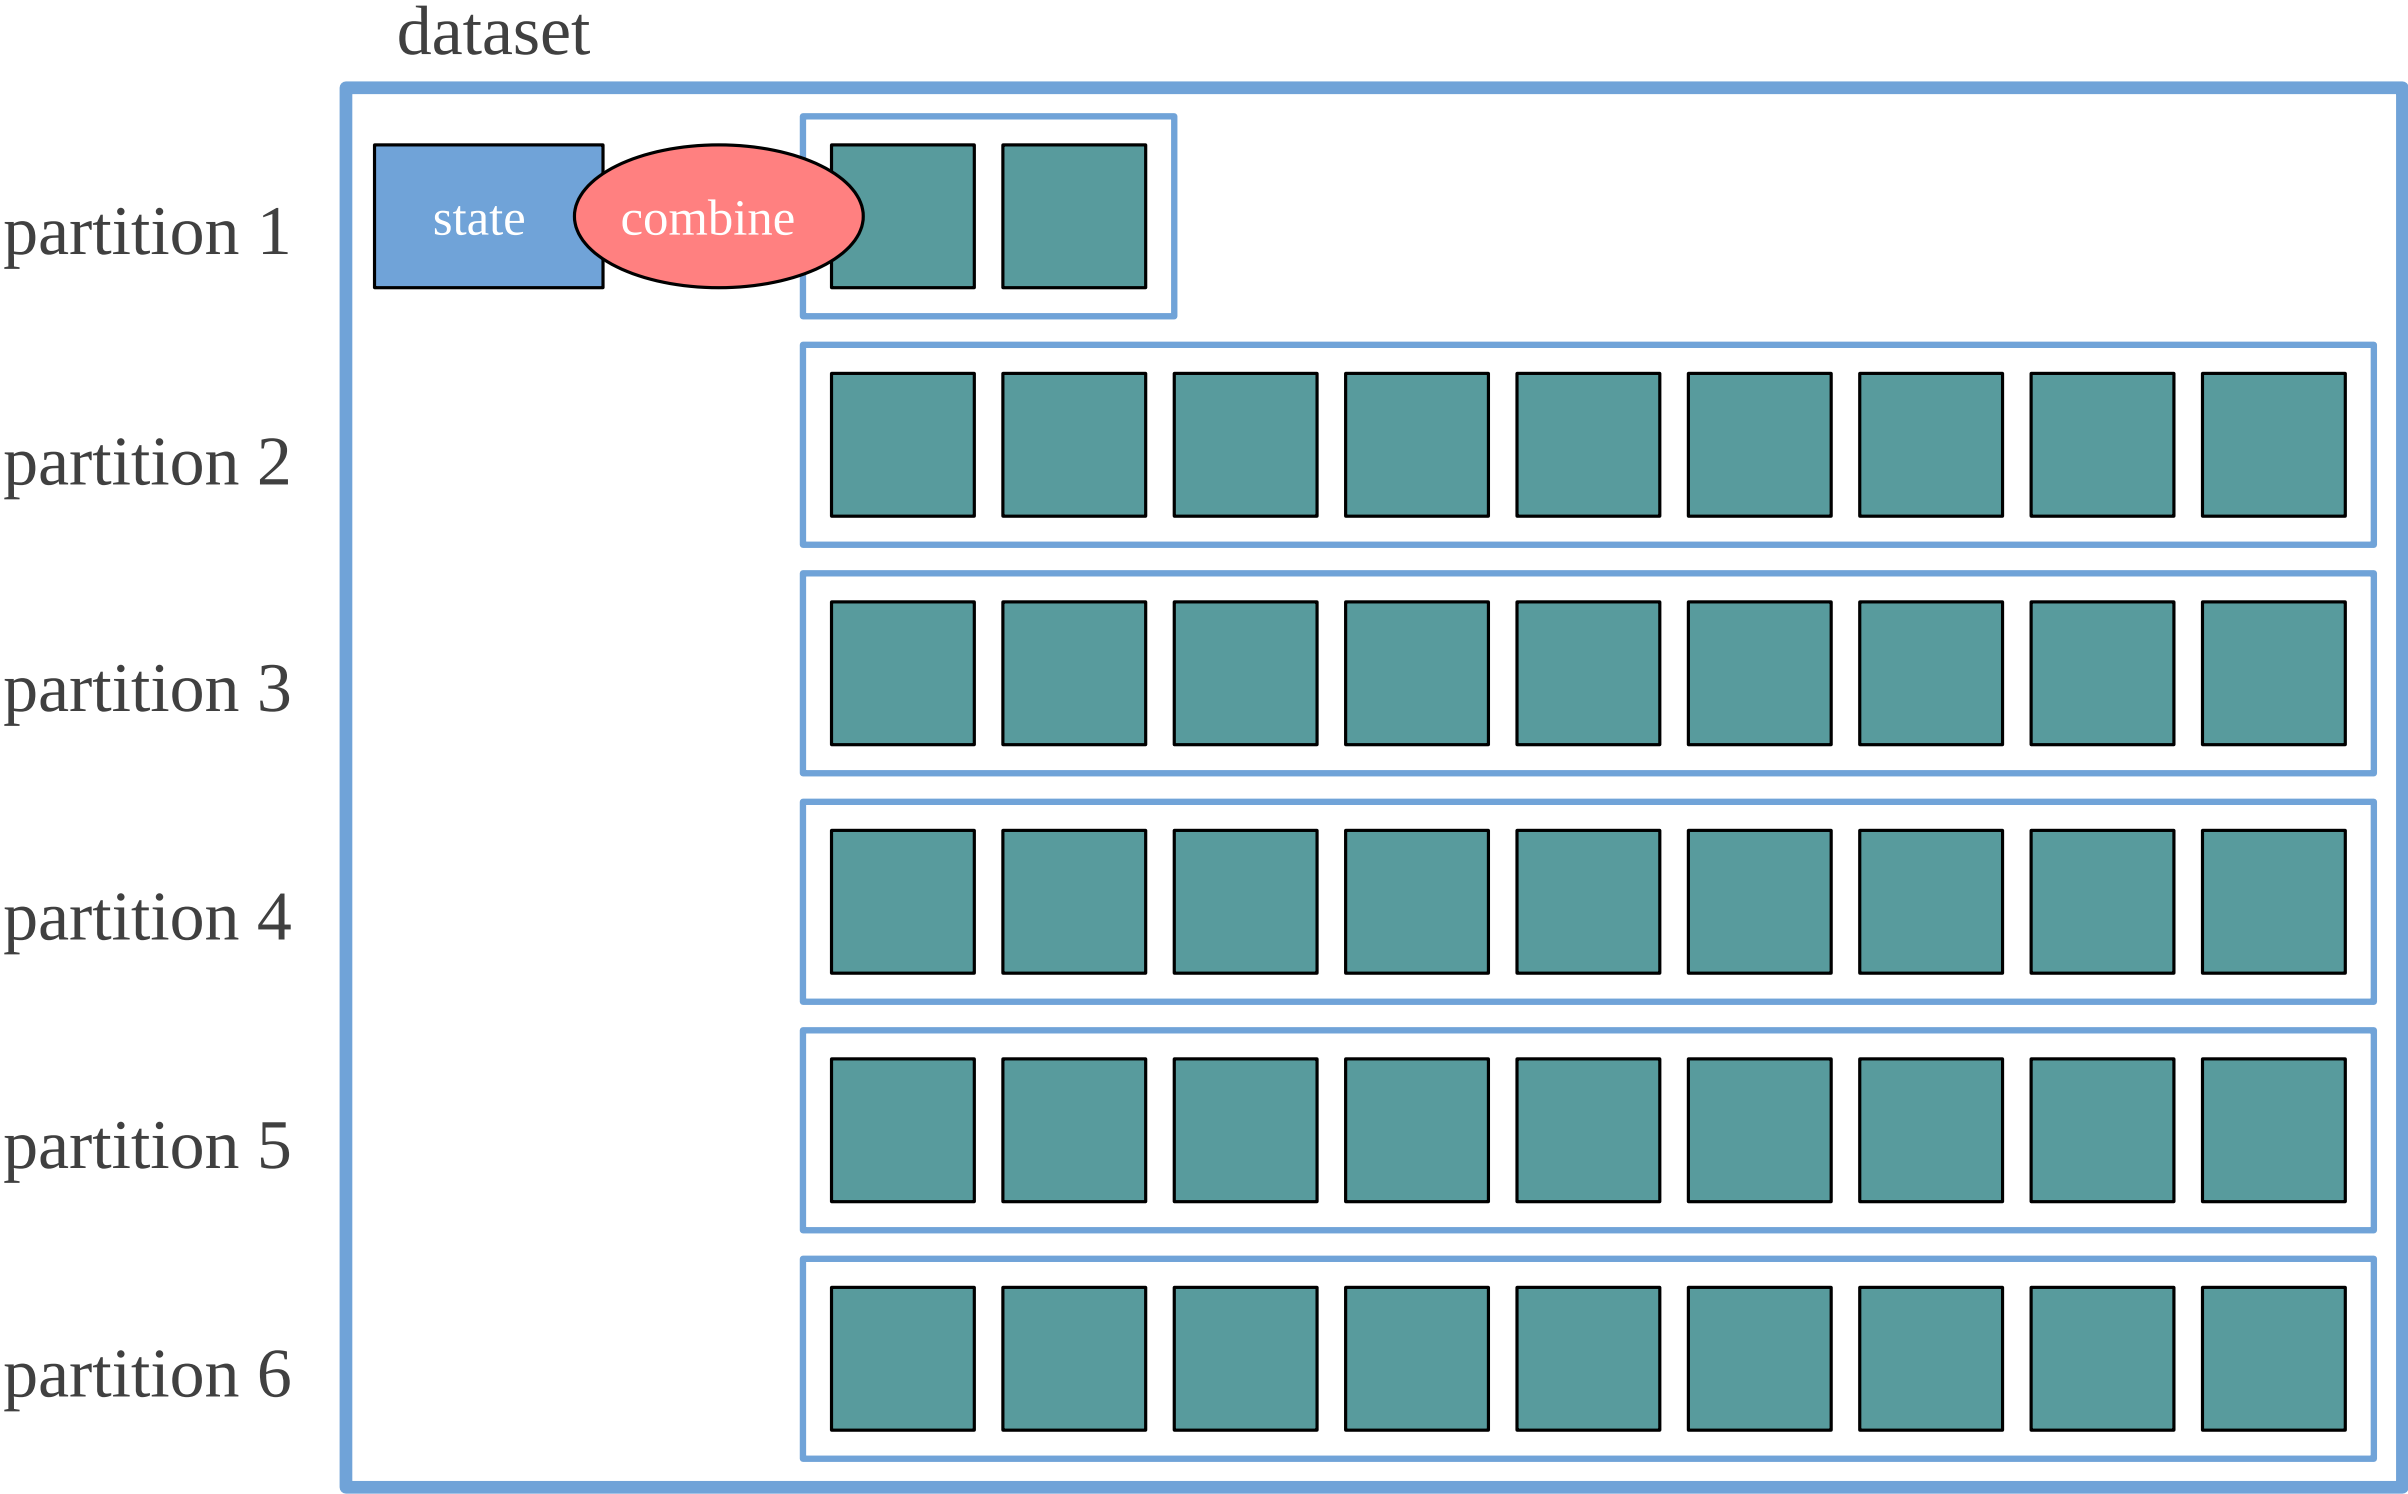 dataset
partition 1
state
combine
partition 2
partition 3
partition 4
partition 5
partition 6